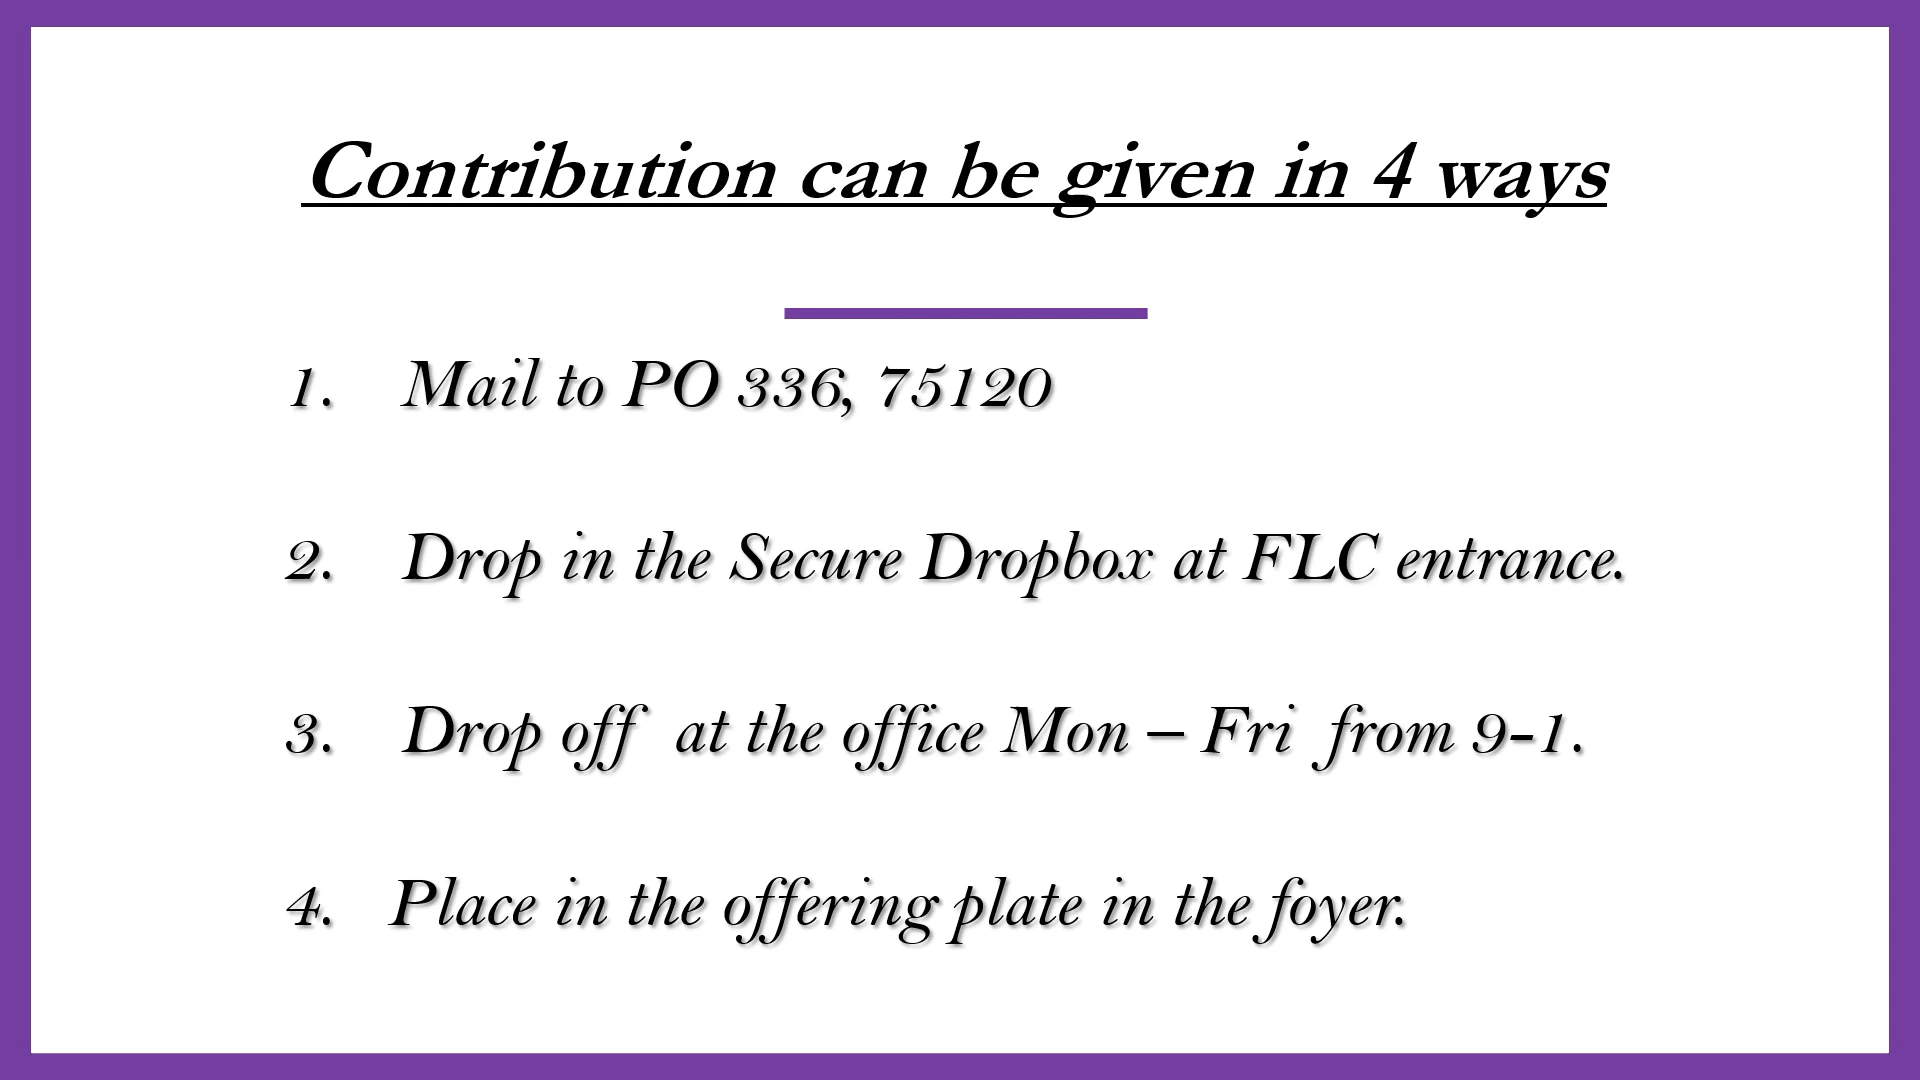 Contribution can be given in 4 ways
1. Mail to PO 336, 75120
2. Drop in the Secure Dropbox at FLC entrance.
3. Drop off at the office Mon – Fri from 9-1.
4. Place in the offering plate in the foyer.